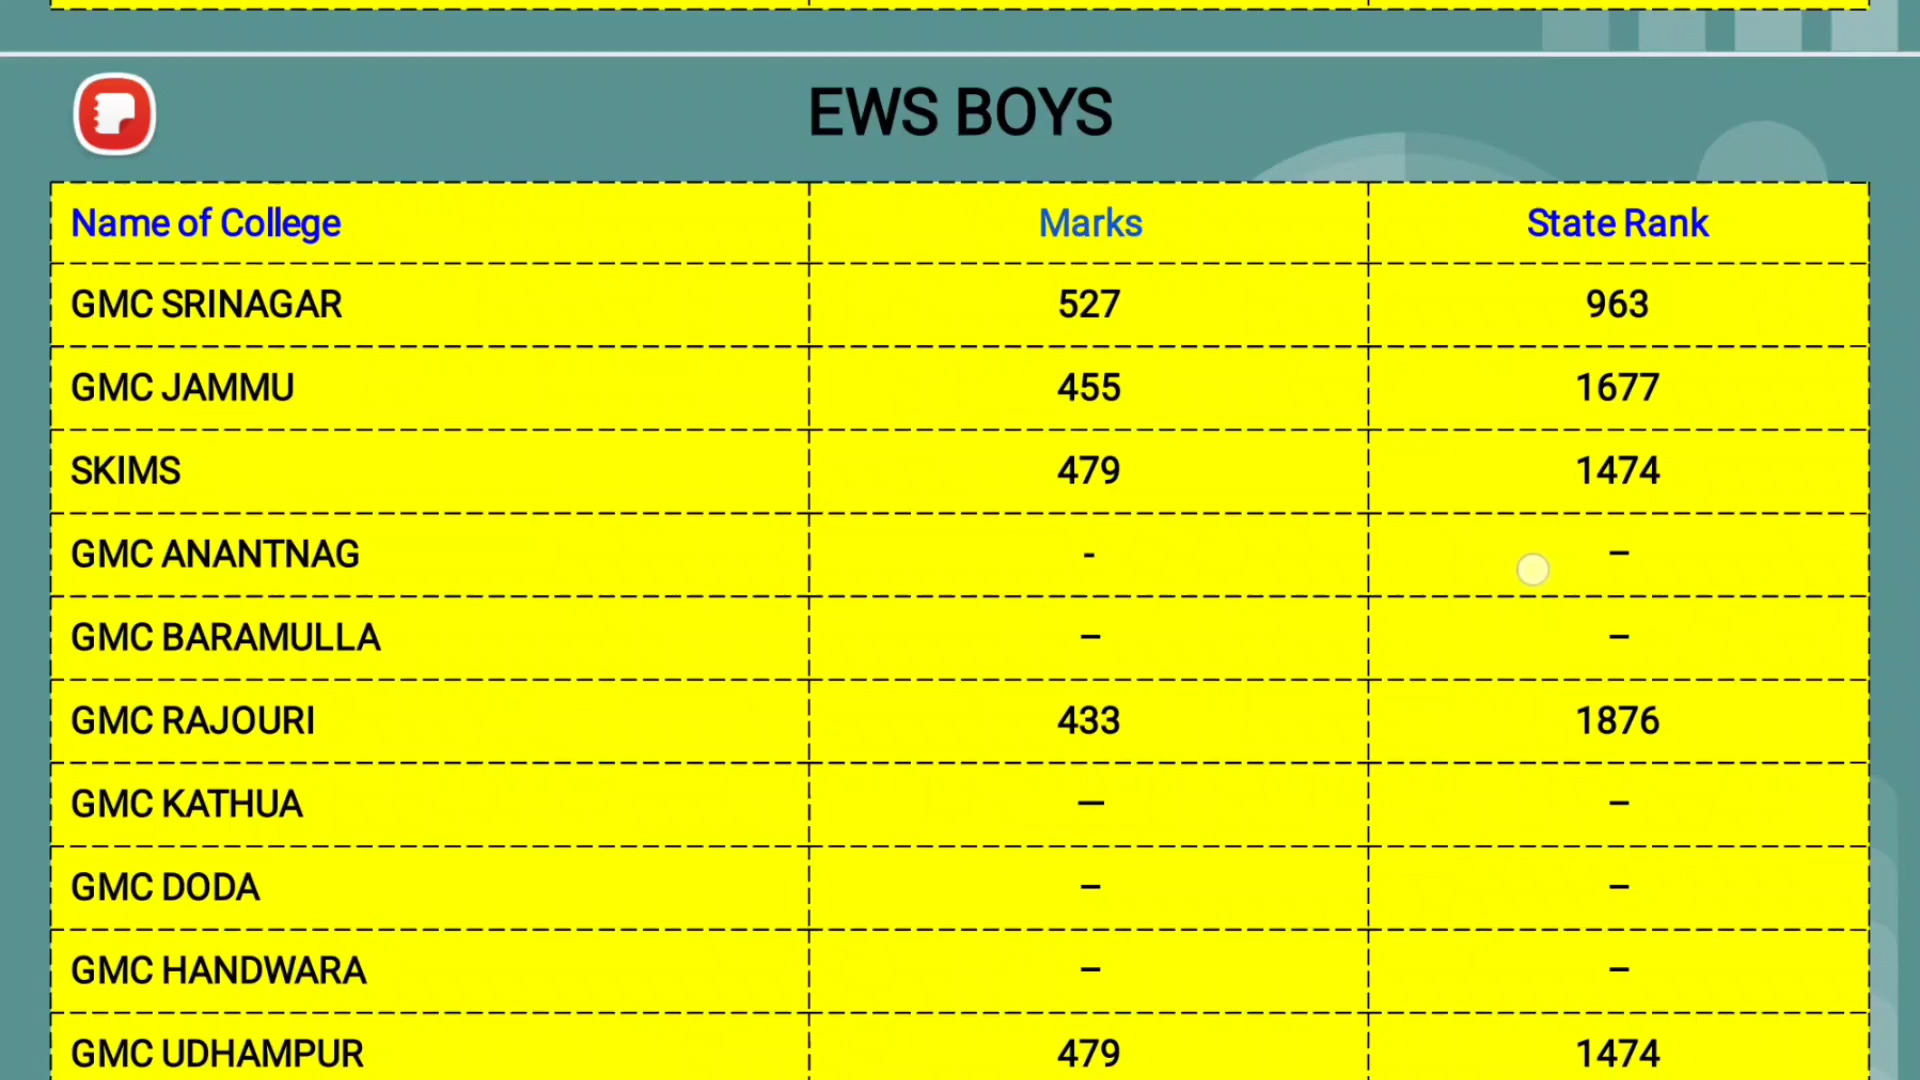 EWS BOYS
Name of College Marks State Rank
GMC SRINAGAR 527 963
GMC JAMMU 455 1677
SKIMS 479 1474
GMC ANANTNAG - –
GMC BARAMULLA – –
GMC RAJOURI 433 1876
GMC KATHUA — –
GMC DODA – –
GMC HANDWARA – –
GMC UDHAMPUR 479 1474